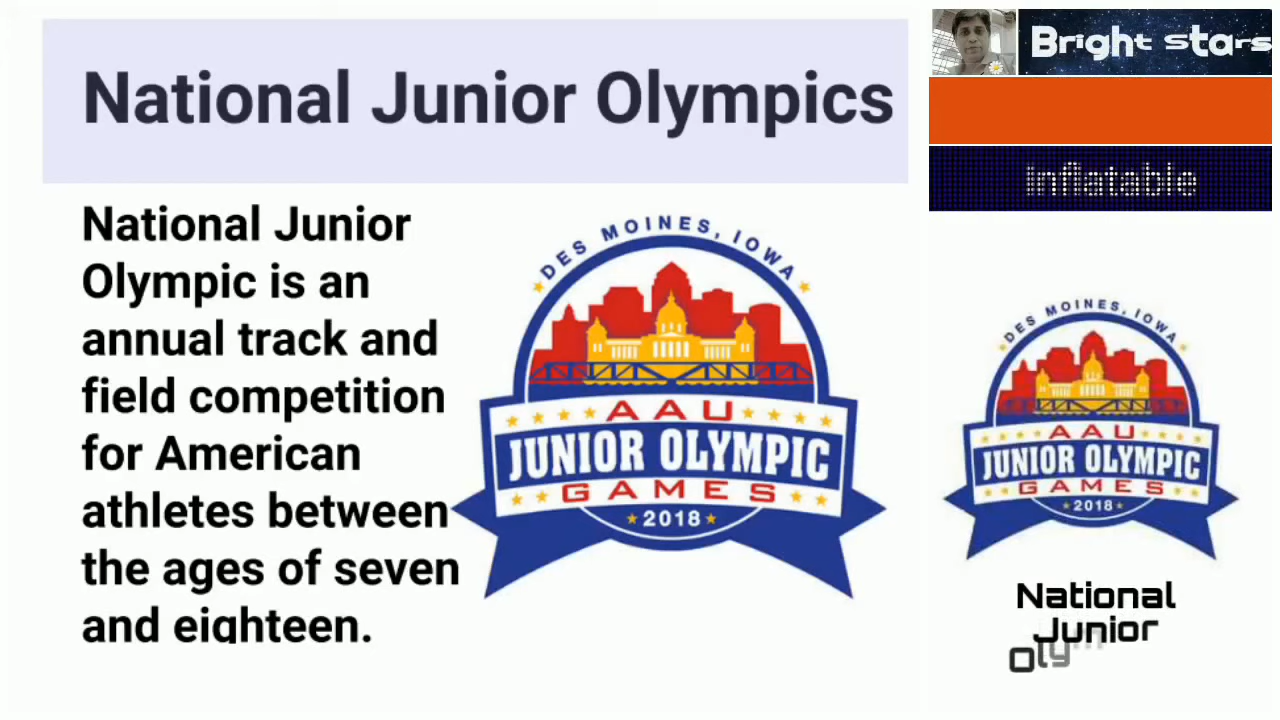 National Junior Olympics
National Junior
Olympic is an
annual track and
field competition
for American
athletes between
the ages of seven
and eighteen.
DES MOINES, IOWA
AAU
JUNIOR OLYMPIC
GAMES
2018
Bright stars
inflatable
DES MOINES, IOWA
AAU
JUNIOR OLYMPIC
GAMES
2018
National
Junior
Olym